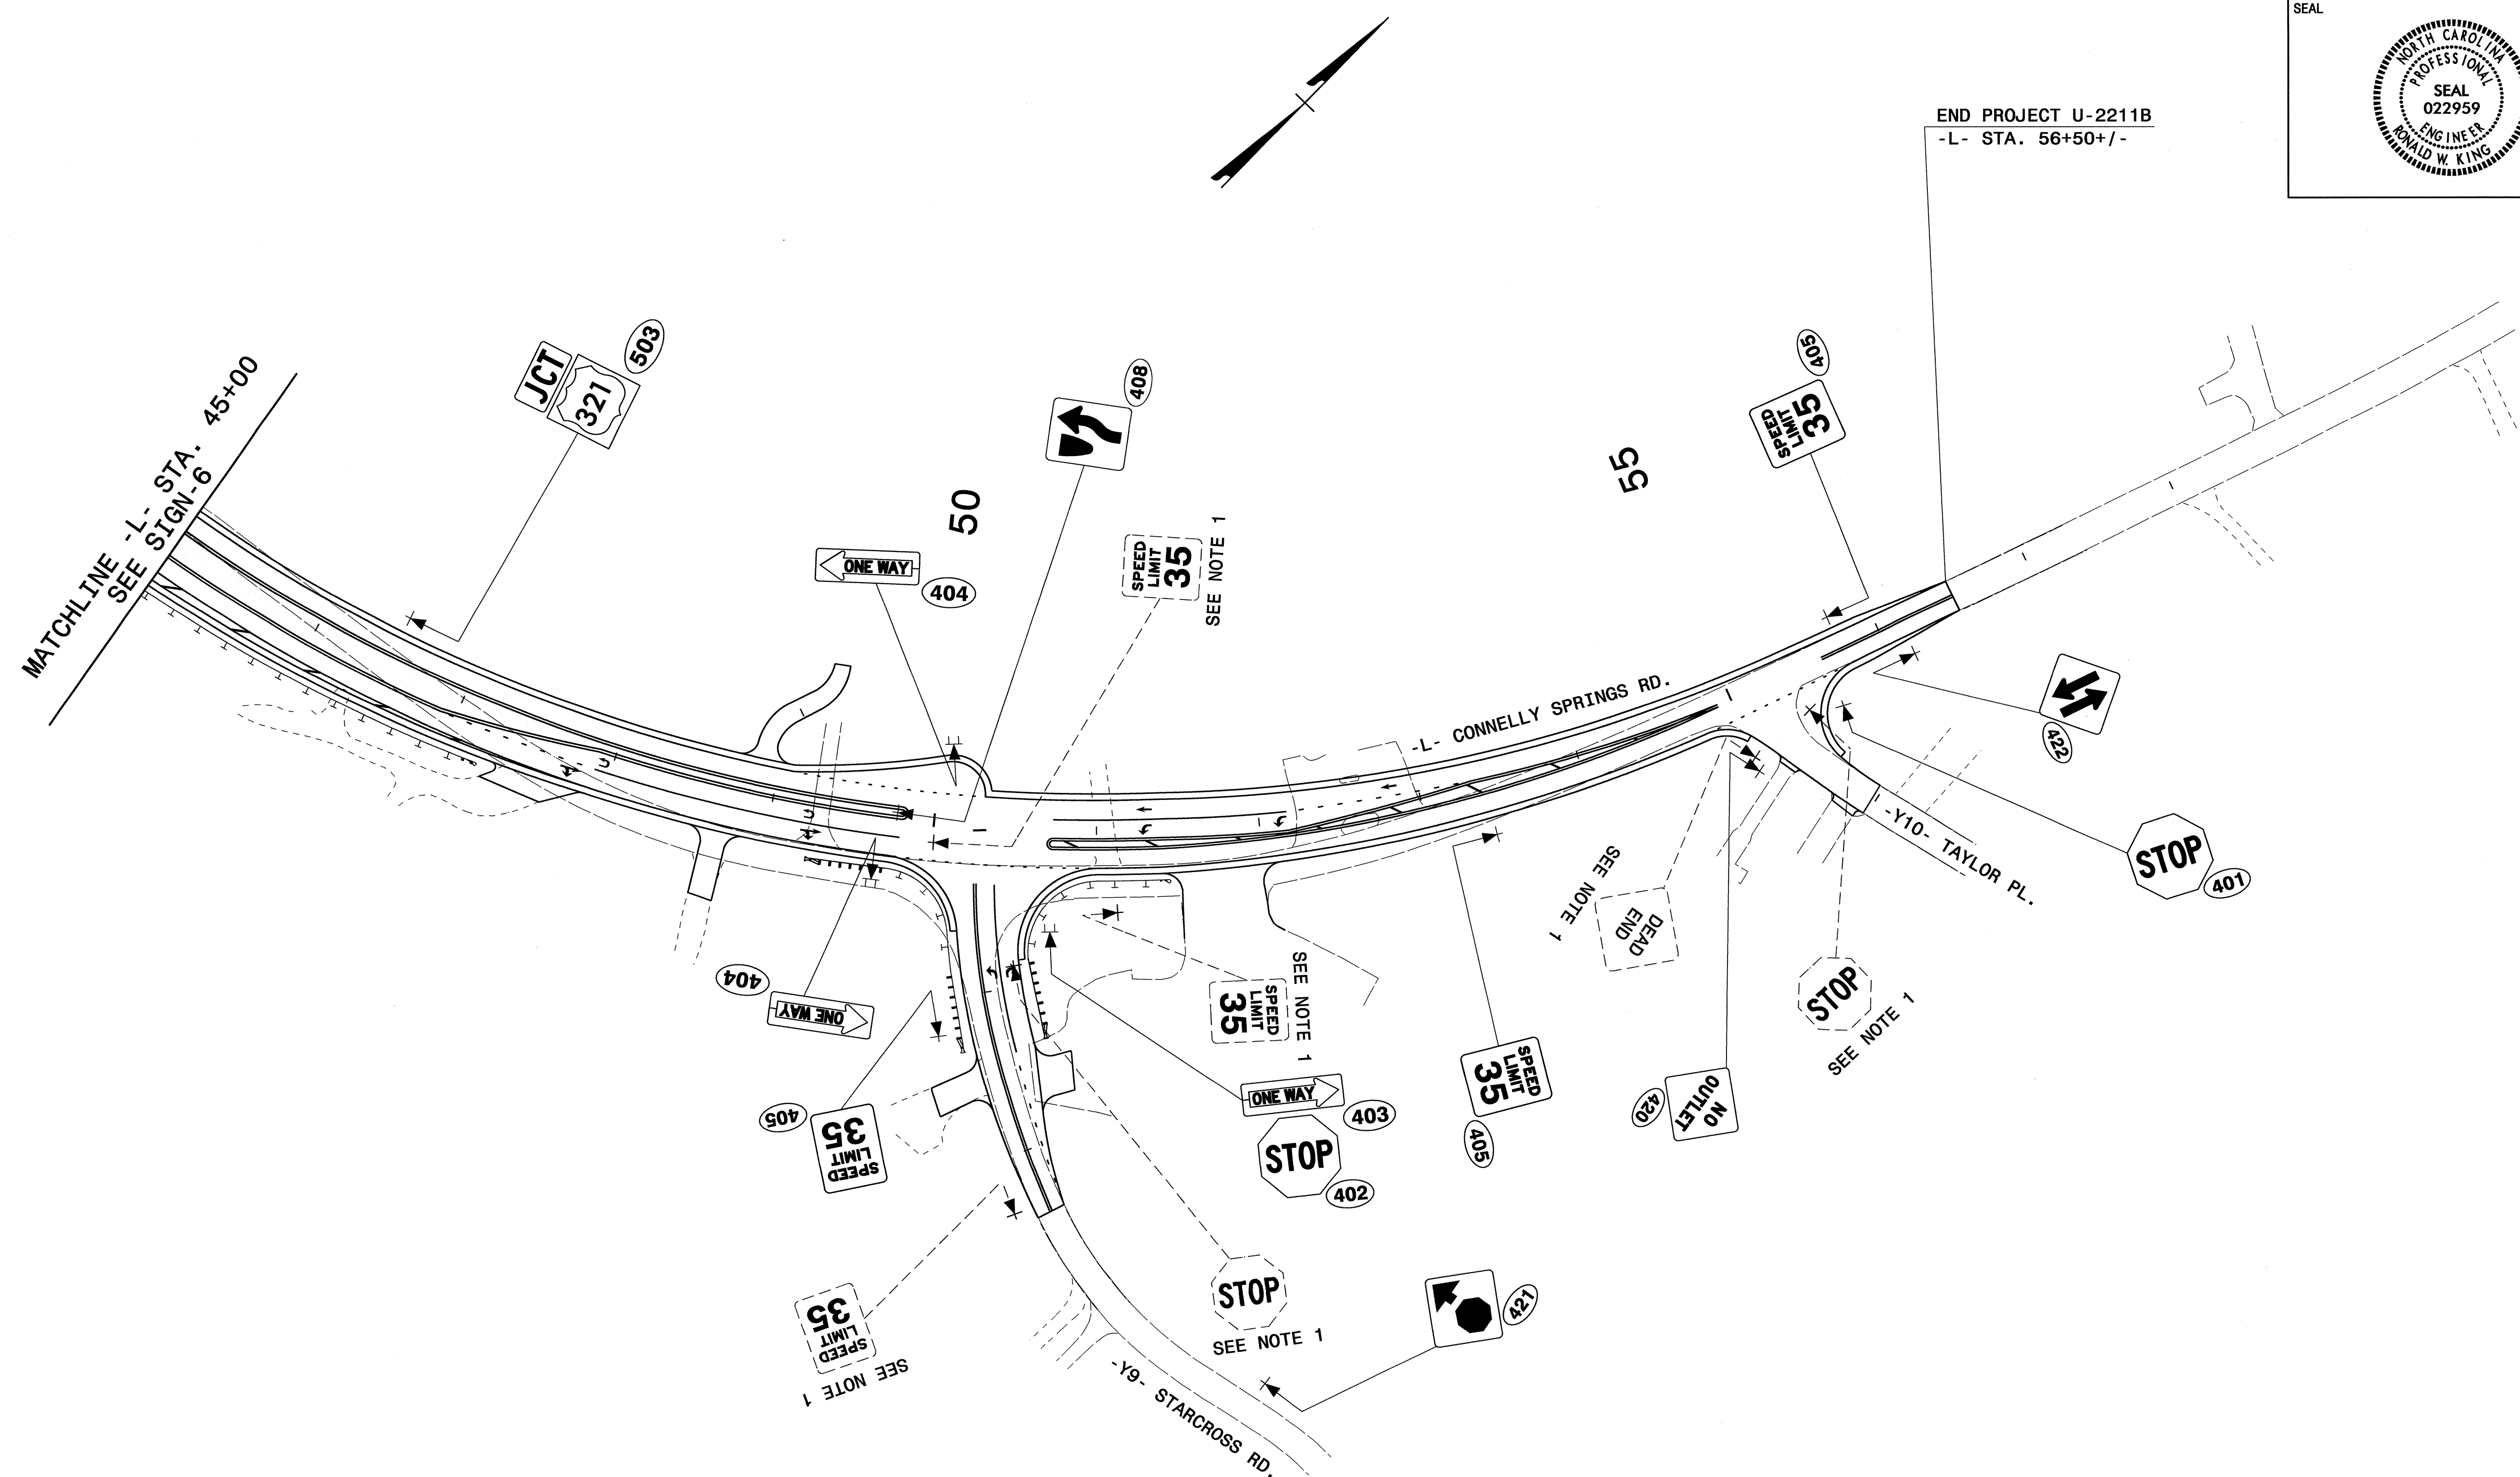 SEAL
NORTH CAROLINA
PROFESSIONAL
SEAL
022959
ENGINEER
RONALD W. KING
END PROJECT U-2211B
-L- STA. 56+50+/-
MATCHLINE -L- STA. 45+00
SEE SIGN-6
JCT
321
503
408
50
ONE WAY
404
SPEED
LIMIT
35
SEE NOTE 1
55
405
SPEED
LIMIT
35
-L- CONNELLY SPRINGS RD.
422
STOP
401
-Y10- TAYLOR PL.
SEE NOTE 1
DEAD
END
STOP
SEE NOTE 1
404
ONE WAY
SPEED
LIMIT
35
SEE NOTE 1
405
SPEED
LIMIT
35
ONE WAY
403
STOP
402
SPEED
LIMIT
35
405
NO
OUTLET
420
SPEED
LIMIT
35
SEE NOTE 1
STOP
SEE NOTE 1
421
-Y9- STARCROSS RD.